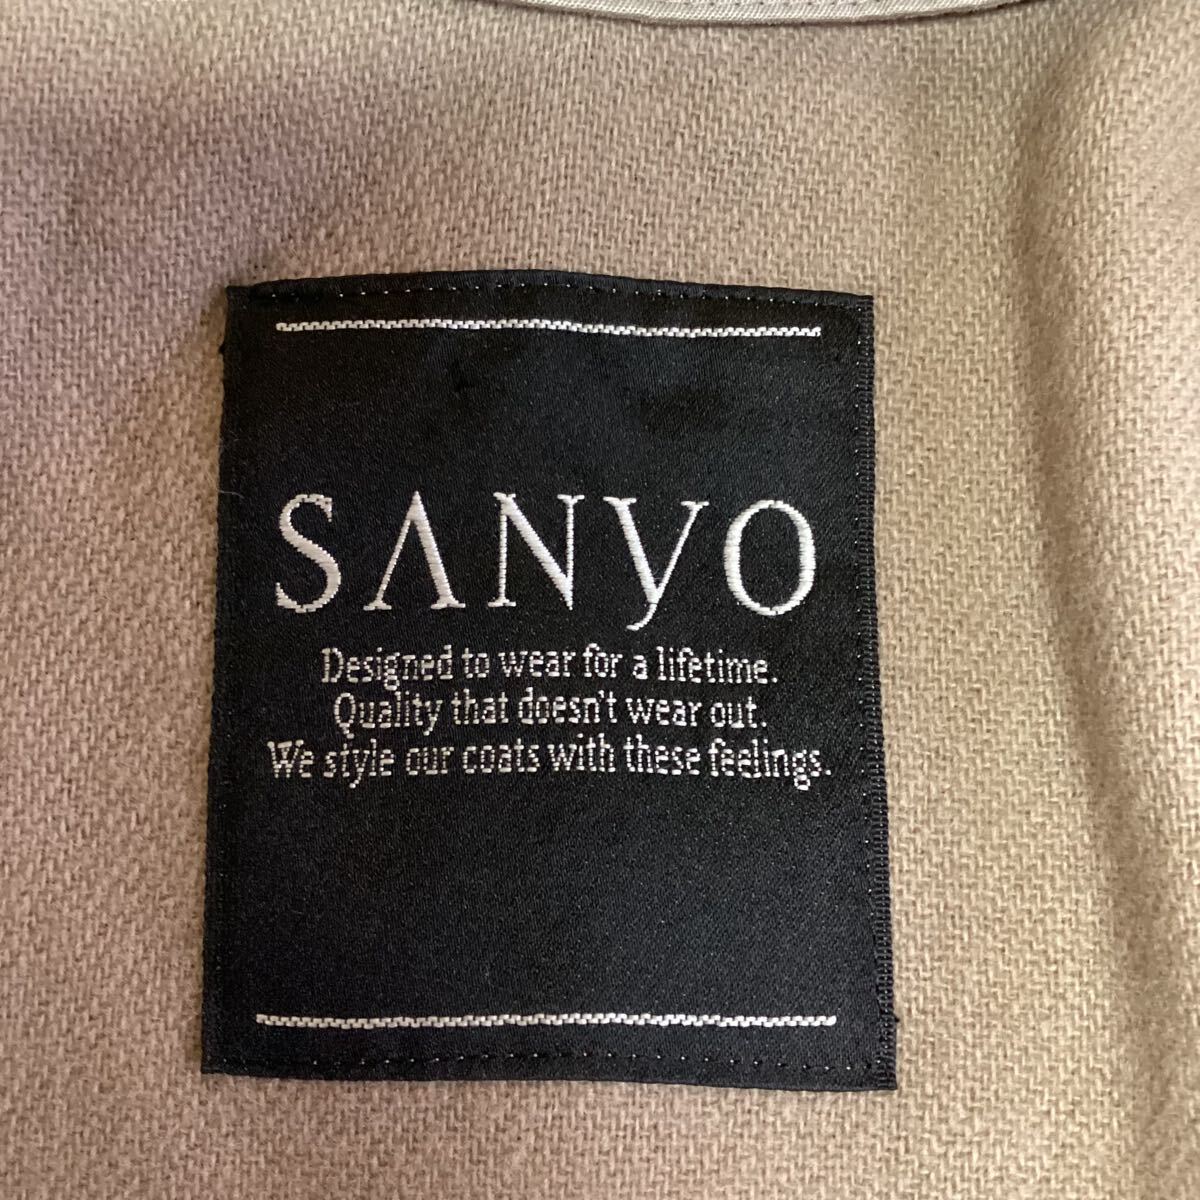 SANYO
Designed to wear for a lifetime.
Quality that doesn't wear out.
We style our coats with these feelings.